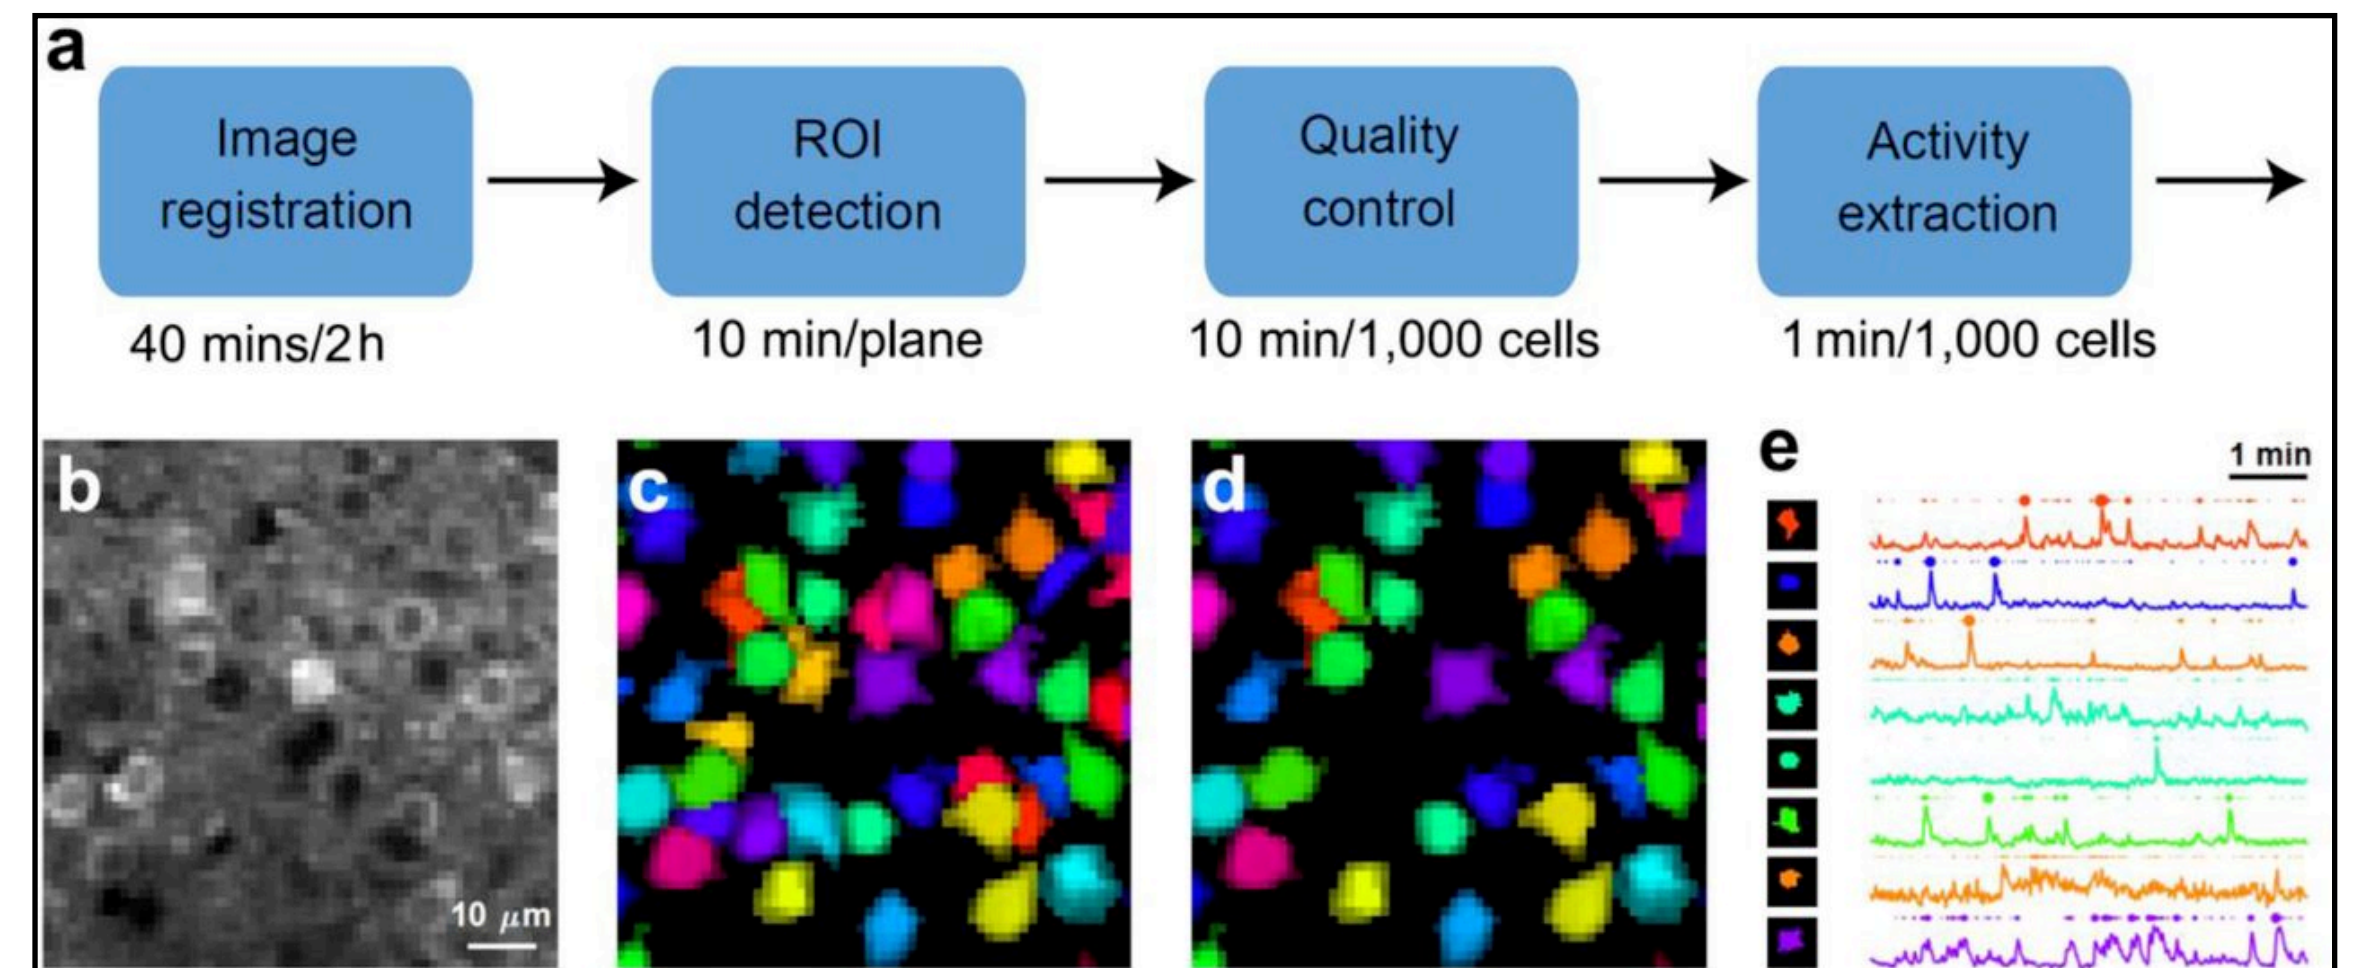 a
Image
registration
ROI
detection
Quality
control
Activity
extraction
40 mins/2h
10 min/plane
10 min/1,000 cells
1 min/1,000 cells
b
10 μm
c
d
e
1 min